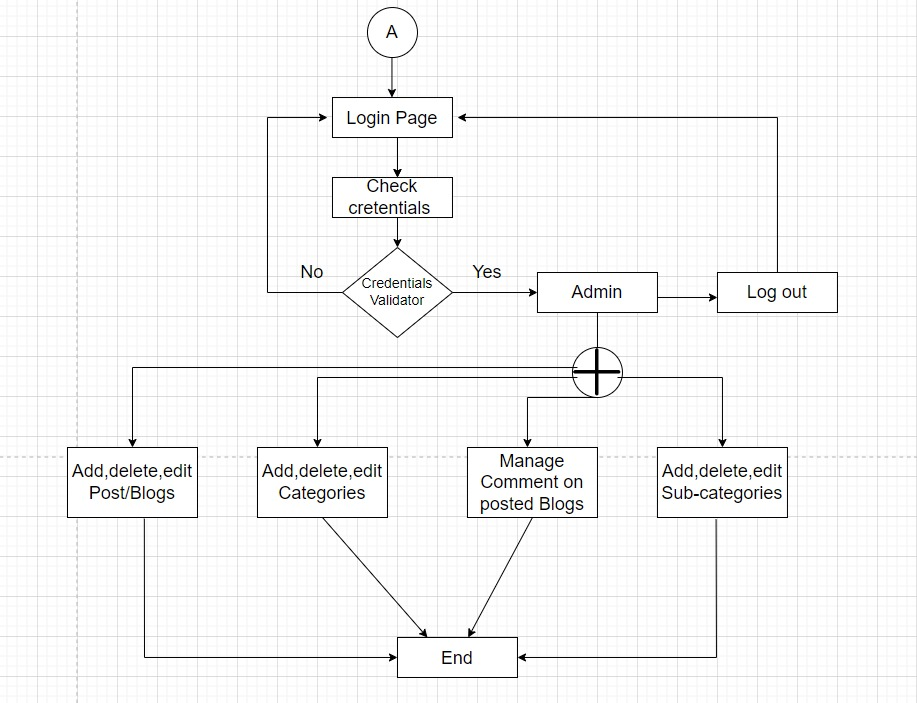 A
Login Page
Check
cretentials
No
Yes
Credentials
Validator
Admin
Log out
Add,delete,edit
Post/Blogs
Add,delete,edit
Categories
Manage
Comment on
posted Blogs
Add,delete,edit
Sub-categories
End